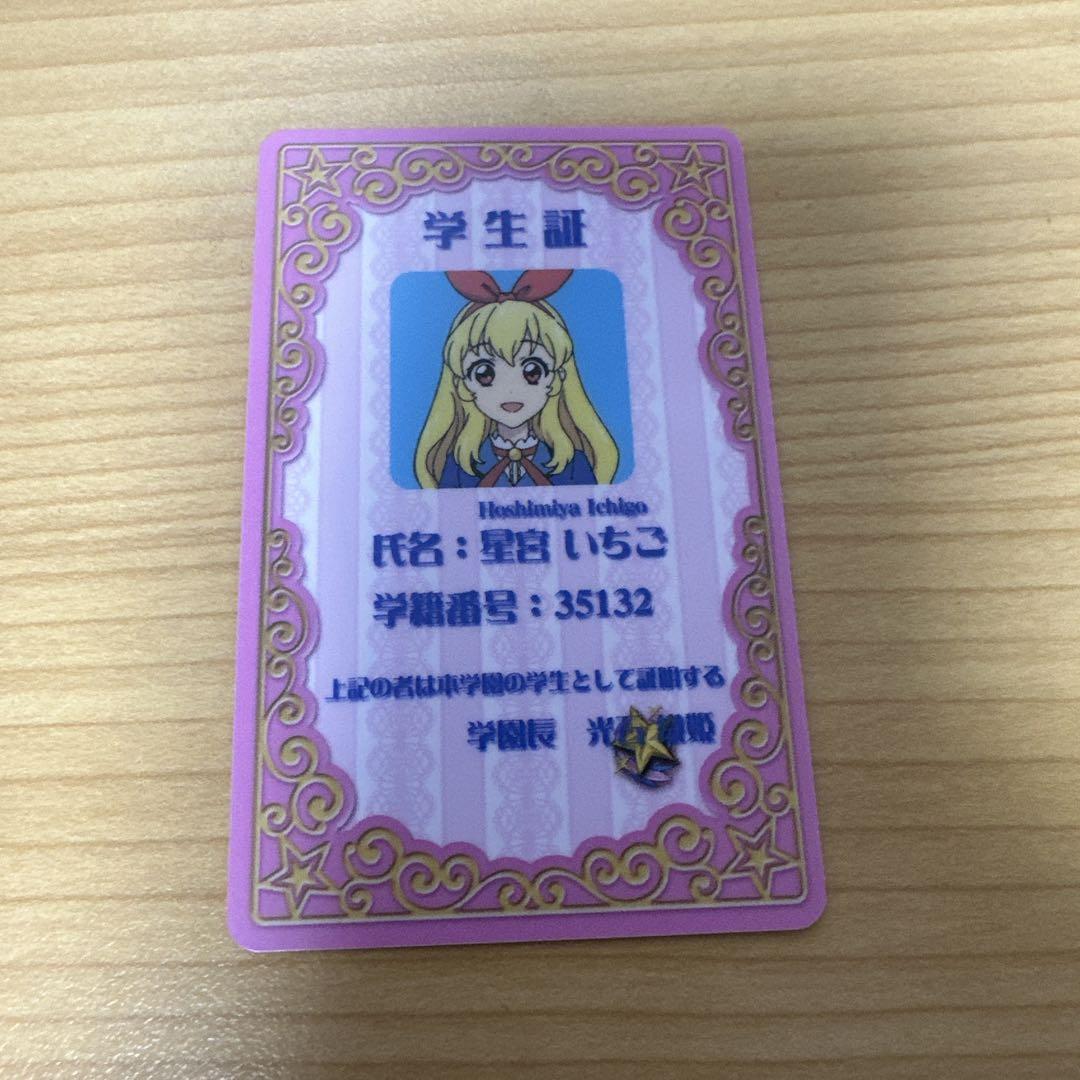 学生証
Hoshimiya Ichigo
氏名：星宮 いちご
学籍番号：35132
上記の者は本学園の学生として証明する
学園長 光